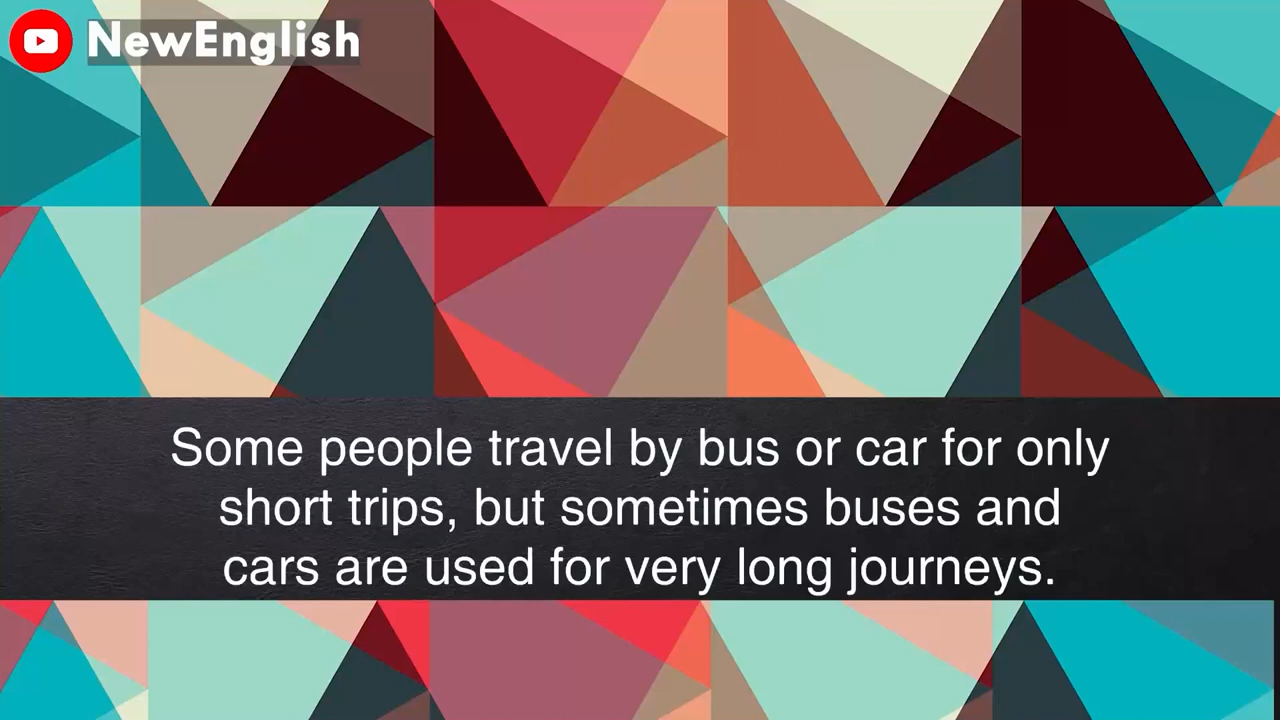 NewEnglish
Some people travel by bus or car for only
short trips, but sometimes buses and
cars are used for very long journeys.